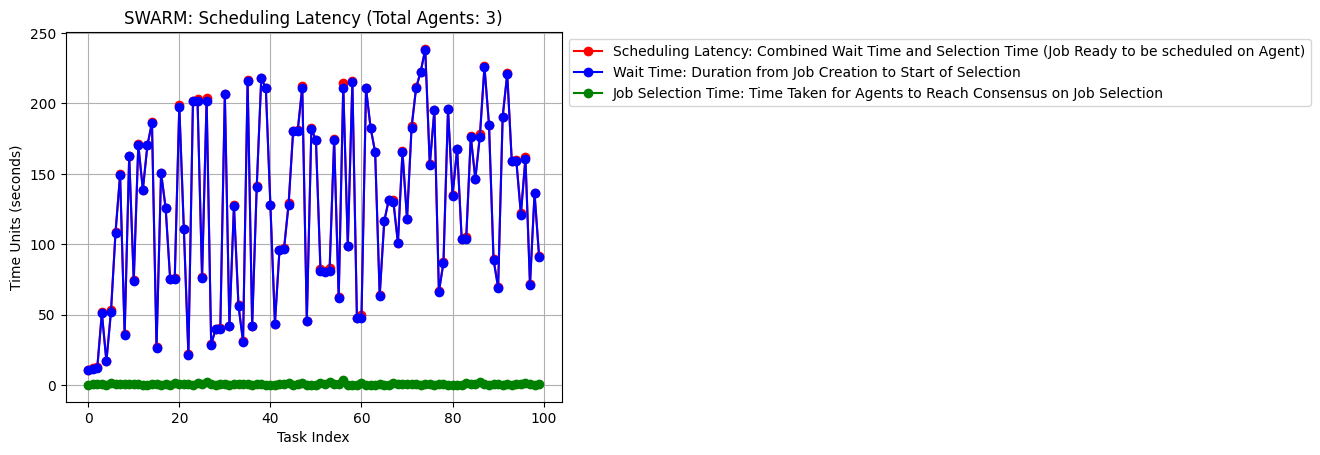 SWARM: Scheduling Latency (Total Agents: 3)
Scheduling Latency: Combined Wait Time and Selection Time (Job Ready to be scheduled on Agent)
Wait Time: Duration from Job Creation to Start of Selection
Job Selection Time: Time Taken for Agents to Reach Consensus on Job Selection
Time Units (seconds)
250
200
150
100
50
0
0 20 40 60 80 100
Task Index